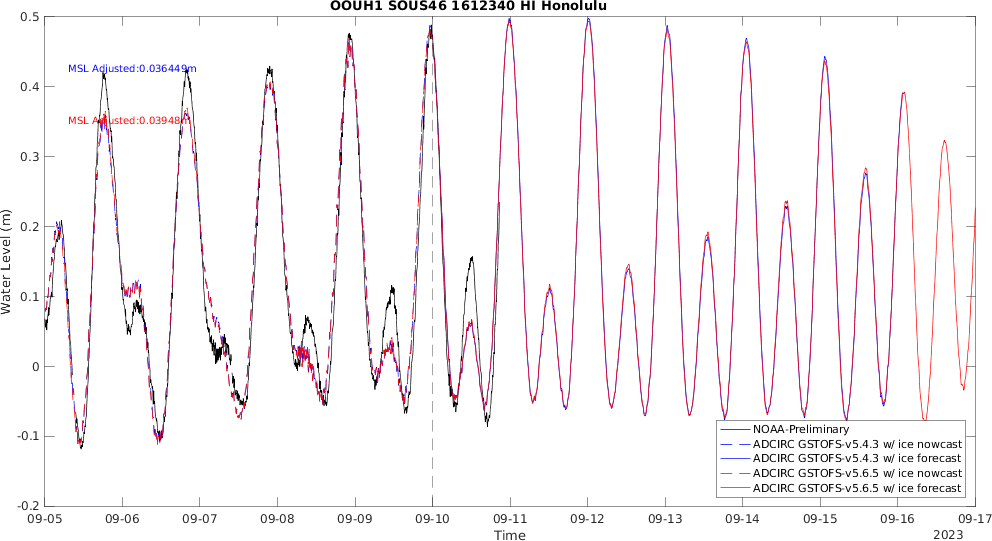 OOUH1 SOUS46 1612340 HI Honolulu
0.5
0.4
0.3
0.2
0.1
0
-0.1
-0.2
Water Level (m)
MSL Adjusted:0.036449m
MSL Adjusted:0.03948m
NOAA-Preliminary
ADCIRC GSTOFS-v5.4.3 w/ ice nowcast
ADCIRC GSTOFS-v5.4.3 w/ ice forecast
ADCIRC GSTOFS-v5.6.5 w/ ice nowcast
ADCIRC GSTOFS-v5.6.5 w/ ice forecast
09-05 09-06 09-07 09-08 09-09 09-10 09-11 09-12 09-13 09-14 09-15 09-16 09-17
Time
2023